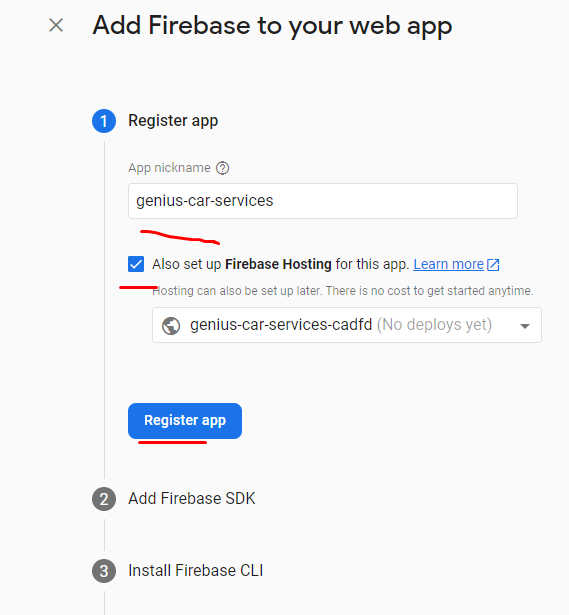 Add Firebase to your web app
1 Register app
App nickname
genius-car-services
Also set up Firebase Hosting for this app. Learn more
Hosting can also be set up later. There is no cost to get started anytime.
genius-car-services-cadfd (No deploys yet)
Register app
2 Add Firebase SDK
3 Install Firebase CLI